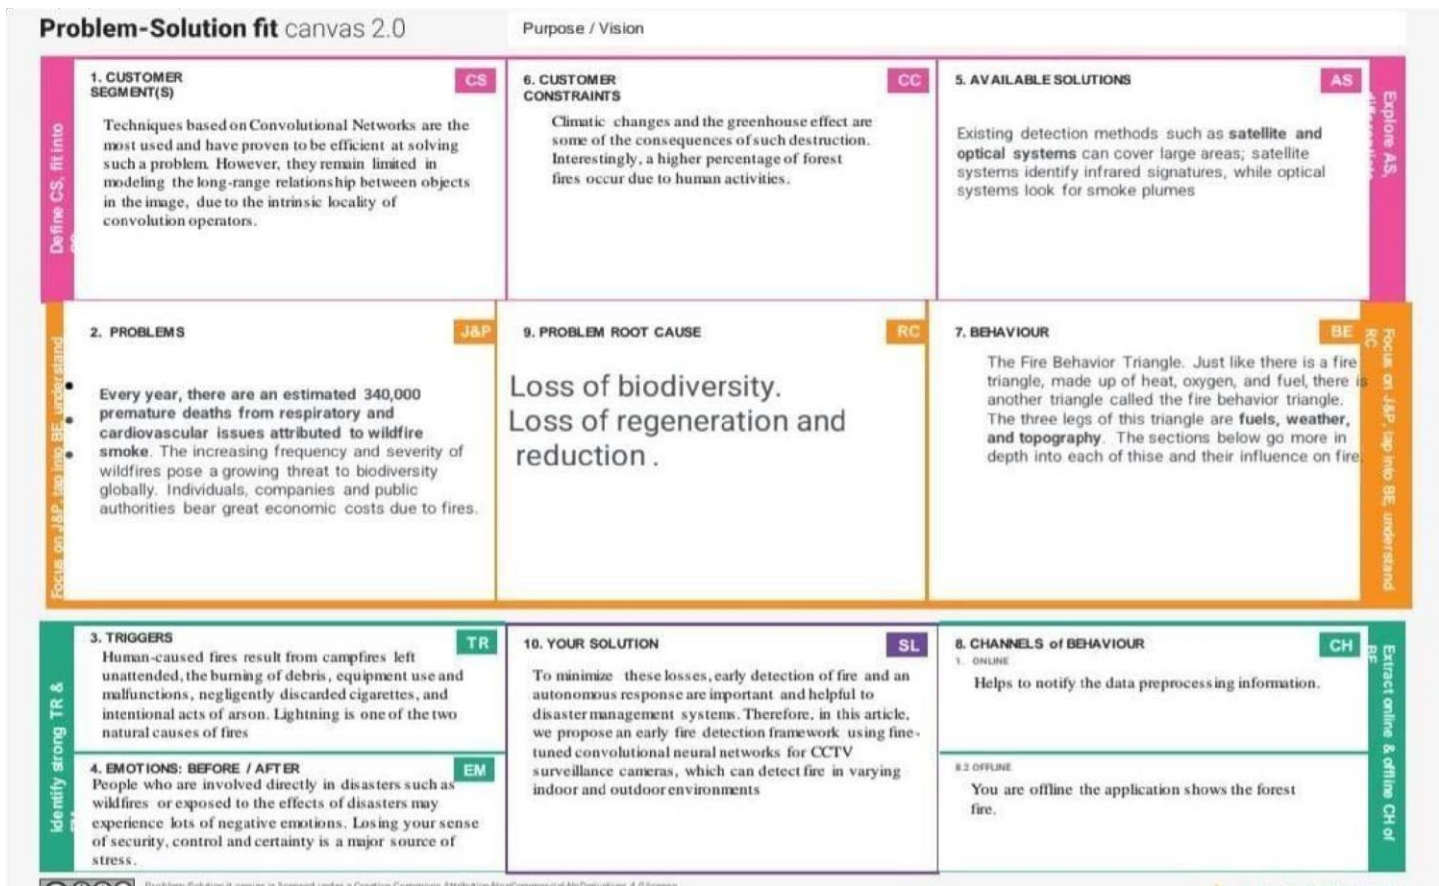 Problem-Solution fit canvas 2.0
Purpose / Vision
Define CS, fit into
1. CUSTOMER
SEGMENT(S)
CS
Techniques based on Convolutional Networks are the
most used and have proven to be efficient at solving
such a problem. However, they remain limited in
modeling the long-range relationship between objects
in the image, due to the intrinsic locality of
convolution operators.
6. CUSTOMER
CONSTRAINTS
CC
Climatic changes and the greenhouse effect are
some of the consequences of such destruction.
Interestingly, a higher percentage of forest
fires occur due to human activities.
5. AVAILABLE SOLUTIONS
AS
Existing detection methods such as satellite and
optical systems can cover large areas; satellite
systems identify infrared signatures, while optical
systems look for smoke plumes
Explore AS,
Focus on J&P, tap into BE, understand
2. PROBLEMS
J&P
Every year, there are an estimated 340,000
premature deaths from respiratory and
cardiovascular issues attributed to wildfire
smoke. The increasing frequency and severity of
wildfires pose a growing threat to biodiversity
globally. Individuals, companies and public
authorities bear great economic costs due to fires.
9. PROBLEM ROOT CAUSE
RC
Loss of biodiversity.
Loss of regeneration and
reduction .
7. BEHAVIOUR
BE
The Fire Behavior Triangle. Just like there is a fire
triangle, made up of heat, oxygen, and fuel, there is
another triangle called the fire behavior triangle.
The three legs of this triangle are fuels, weather,
and topography. The sections below go more in
depth into each of thise and their influence on fire.
Focus on J&P, tap into BE, understand
RC
Identify strong TR &
3. TRIGGERS
TR
Human-caused fires result from campfires left
unattended, the burning of debris, equipment use and
malfunctions, negligently discarded cigarettes, and
intentional acts of arson. Lightning is one of the two
natural causes of fires
4. EMOTIONS: BEFORE / AFTER
EM
People who are involved directly in disasters such as
wildfires or exposed to the effects of disasters may
experience lots of negative emotions. Losing your sense
of security, control and certainty is a major source of
stress.
10. YOUR SOLUTION
SL
To minimize these losses, early detection of fire and an
autonomous response are important and helpful to
disaster management systems. Therefore, in this article,
we propose an early fire detection framework using fine-
tuned convolutional neural networks for CCTV
surveillance cameras, which can detect fire in varying
indoor and outdoor environments
8. CHANNELS of BEHAVIOUR
CH
1. ONLINE
Helps to notify the data preprocessing information.
8.2 OFFLINE
You are offline the application shows the forest
fire.
Extract online & offline CH of
BE